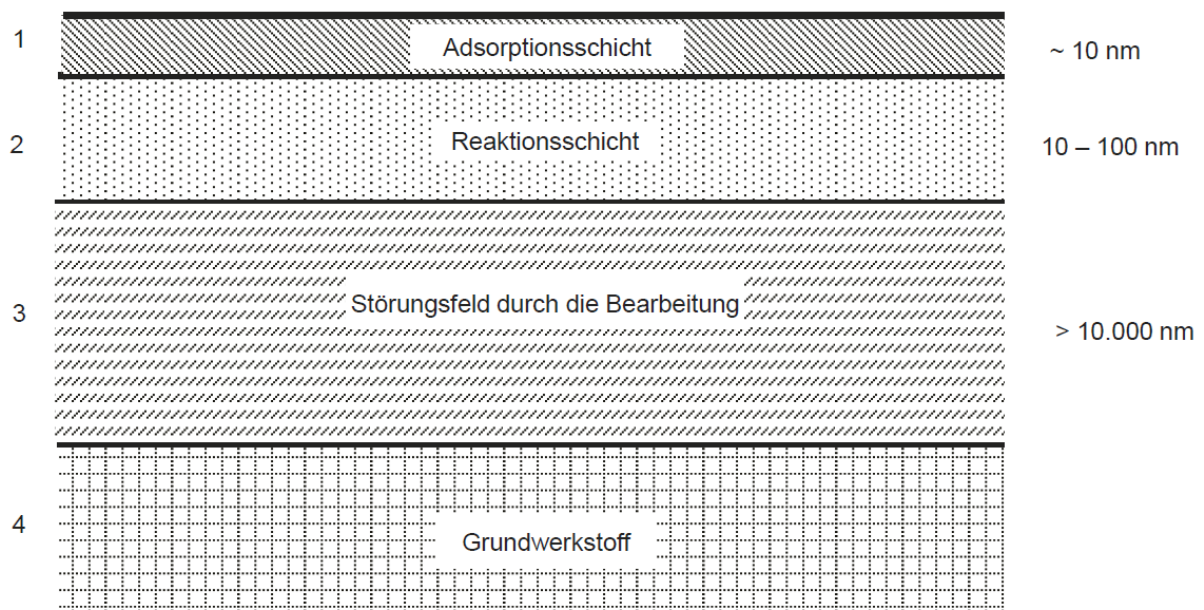 1 Adsorptionsschicht ~ 10 nm
2 Reaktionsschicht 10 – 100 nm
3 Störungsfeld durch die Bearbeitung > 10.000 nm
4 Grundwerkstoff